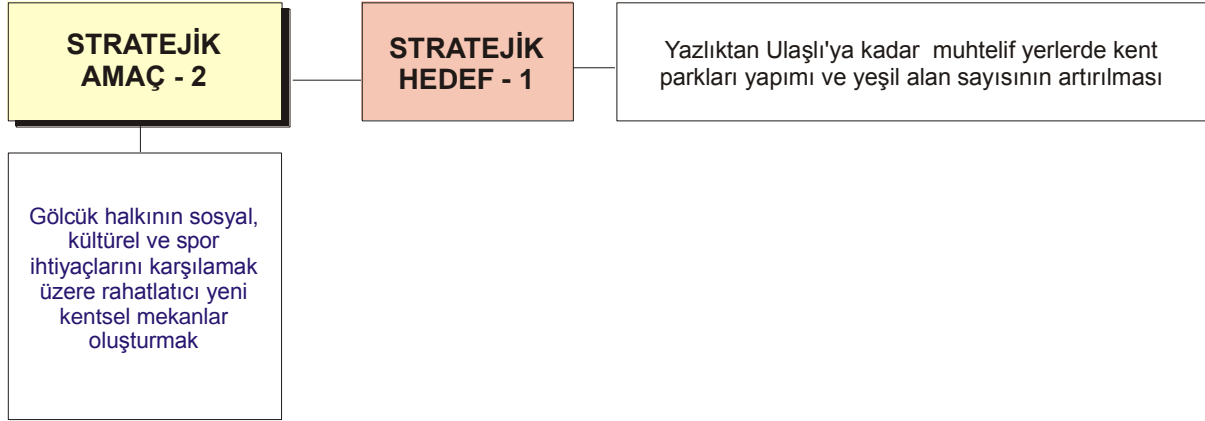 STRATEJİK
AMAÇ - 2
STRATEJİK
HEDEF - 1
Yazlıktan Ulaşlı'ya kadar  muhtelif yerlerde kent
parkları yapımı ve yeşil alan sayısının artırılması
Gölcük halkının sosyal,
kültürel ve spor
ihtiyaçlarını karşılamak
üzere rahatlatıcı yeni
kentsel mekanlar
oluşturmak